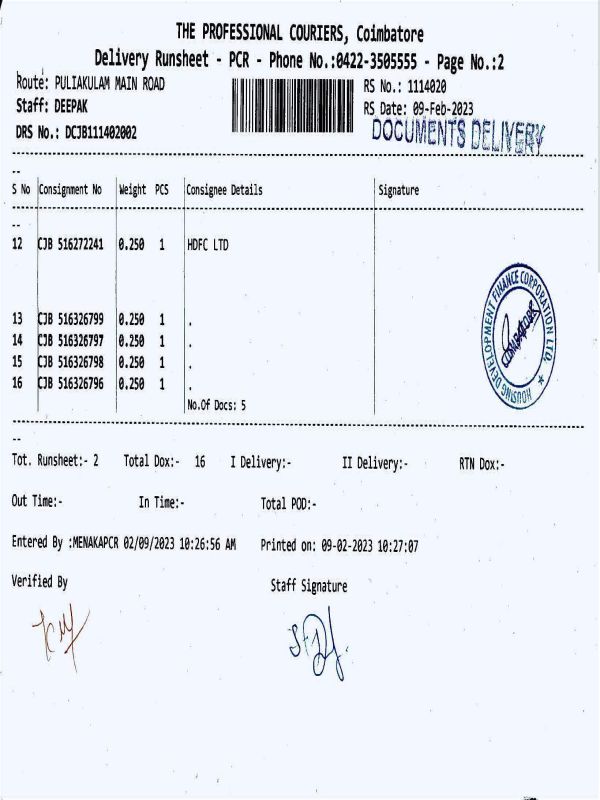 THE PROFESSIONAL COURIERS, Coimbatore
Delivery Runsheet - PCR - Phone No.:0422-3505555 - Page No.:2
Route: PULIAKULAM MAIN ROAD RS No.: 1114020
Staff: DEEPAK RS Date: 09-Feb-2023
DOCUMENTS DELIVERY
DRS No.: DCJB111402002
--
S No Consignment No Weight PCS Consignee Details Signature
--
12 CJB 516272241 0.250 1 HDFC LTD
HOUSING DEVELOPMENT FINANCE CORPORATION LTD.
COIMBATORE
13 CJB 516326799 0.250 1 .
14 CJB 516326797 0.250 1 .
15 CJB 516326798 0.250 1 .
16 CJB 516326796 0.250 1 .
No.Of Docs: 5
--
Tot. Runsheet:- 2 Total Dox:- 16 I Delivery:- II Delivery:- RTN Dox:-
Out Time:- In Time:- Total POD:-
Entered By :MENAKAPCR 02/09/2023 10:26:56 AM Printed on: 09-02-2023 10:27:07
Verified By Staff Signature